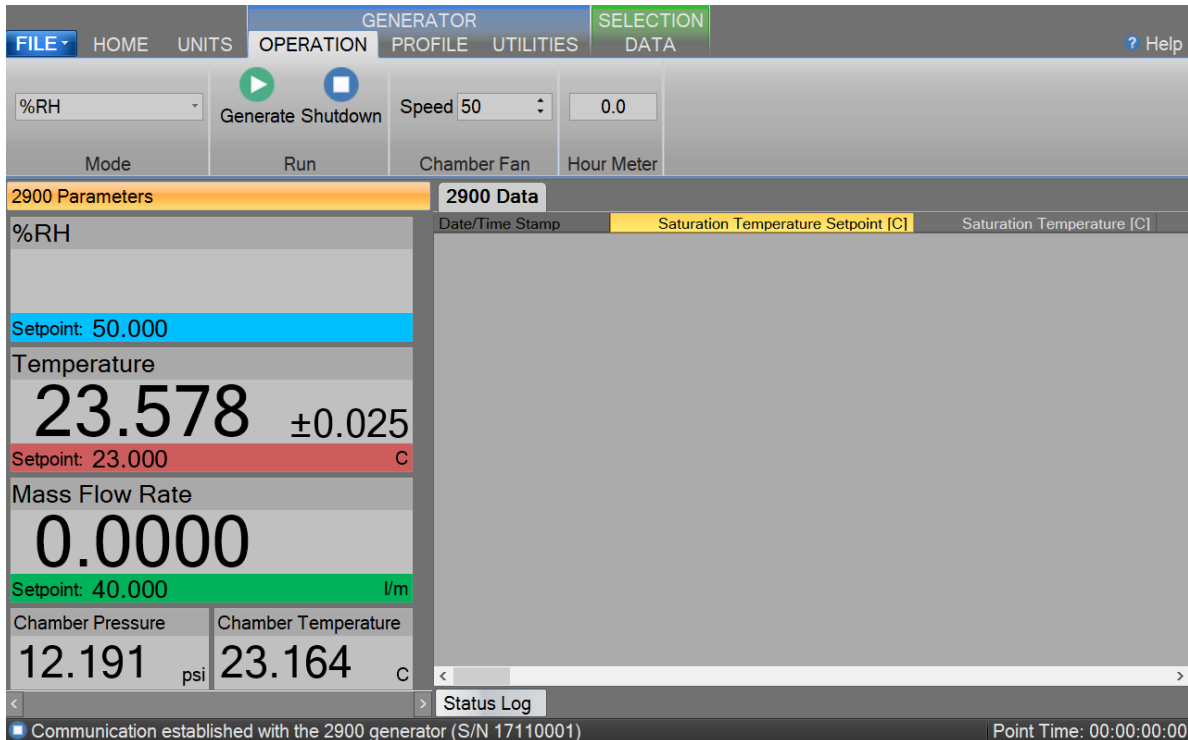 GENERATOR SELECTION
FILE HOME UNITS OPERATION PROFILE UTILITIES DATA ? Help
%RH Generate Shutdown Speed 50 0.0
Mode Run Chamber Fan Hour Meter
2900 Parameters
%RH
Setpoint: 50.000
Temperature
23.578 ±0.025
Setpoint: 23.000 C
Mass Flow Rate
0.0000
Setpoint: 40.000 l/m
Chamber Pressure Chamber Temperature
12.191 psi 23.164 C
2900 Data
Date/Time Stamp Saturation Temperature Setpoint [C] Saturation Temperature [C]
Status Log
Communication established with the 2900 generator (S/N 17110001) Point Time: 00:00:00:00